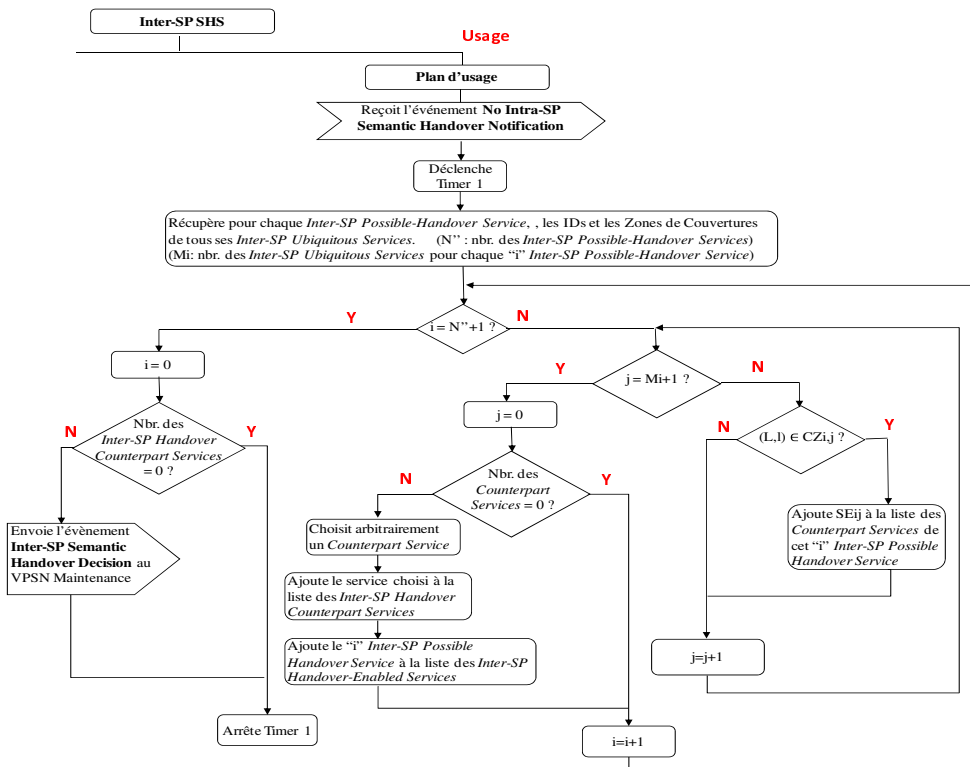 Inter-SP SHS
Usage
Plan d'usage
Reçoit l'événement No Intra-SP
Semantic Handover Notification
Déclenche
Timer 1
Récupère pour chaque Inter-SP Possible-Handover Service, , les IDs et les Zones de Couvertures
de tous ses Inter-SP Ubiquitous Services. (N'' : nbr. des Inter-SP Possible-Handover Services)
(Mi: nbr. des Inter-SP Ubiquitous Services pour chaque "i" Inter-SP Possible-Handover Service)
Y
i = N''+1 ?
N
i = 0
Y
j = Mi+1 ?
N
j = 0
N
Nbr. des
Inter-SP Handover
Counterpart Services
= 0 ?
Y
N
(L,l) ∈ CZi,j ?
Y
N
Nbr. des
Counterpart
Services = 0 ?
Y
Envoie l'évènement
Inter-SP Semantic
Handover Decision au
VPSN Maintenance
Choisit arbitrairement
un Counterpart Service
Ajoute SEij à la liste des
Counterpart Services de
cet "i" Inter-SP Possible
Handover Service
Ajoute le service choisi à la
liste des Inter-SP Handover
Counterpart Services
Ajoute le "i" Inter-SP Possible
Handover Service à la liste des Inter-SP
Handover-Enabled Services
j=j+1
Arrête Timer 1
i=i+1